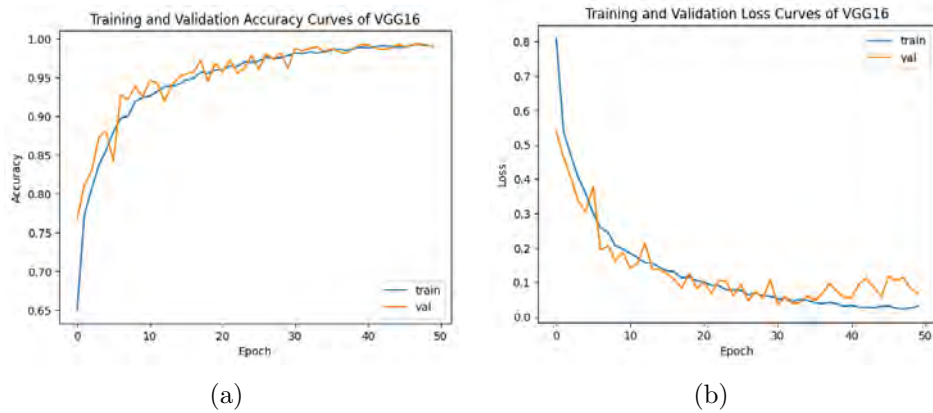 Training and Validation Accuracy Curves of VGG16
1.00
0.95
0.90
0.85
0.80
0.75
0.70
0.65
Accuracy
train
val
0 10 20 30 40 50
Epoch
(a)
Training and Validation Loss Curves of VGG16
0.8
0.7
0.6
0.5
0.4
0.3
0.2
0.1
0.0
Loss
train
val
0 10 20 30 40 50
Epoch
(b)